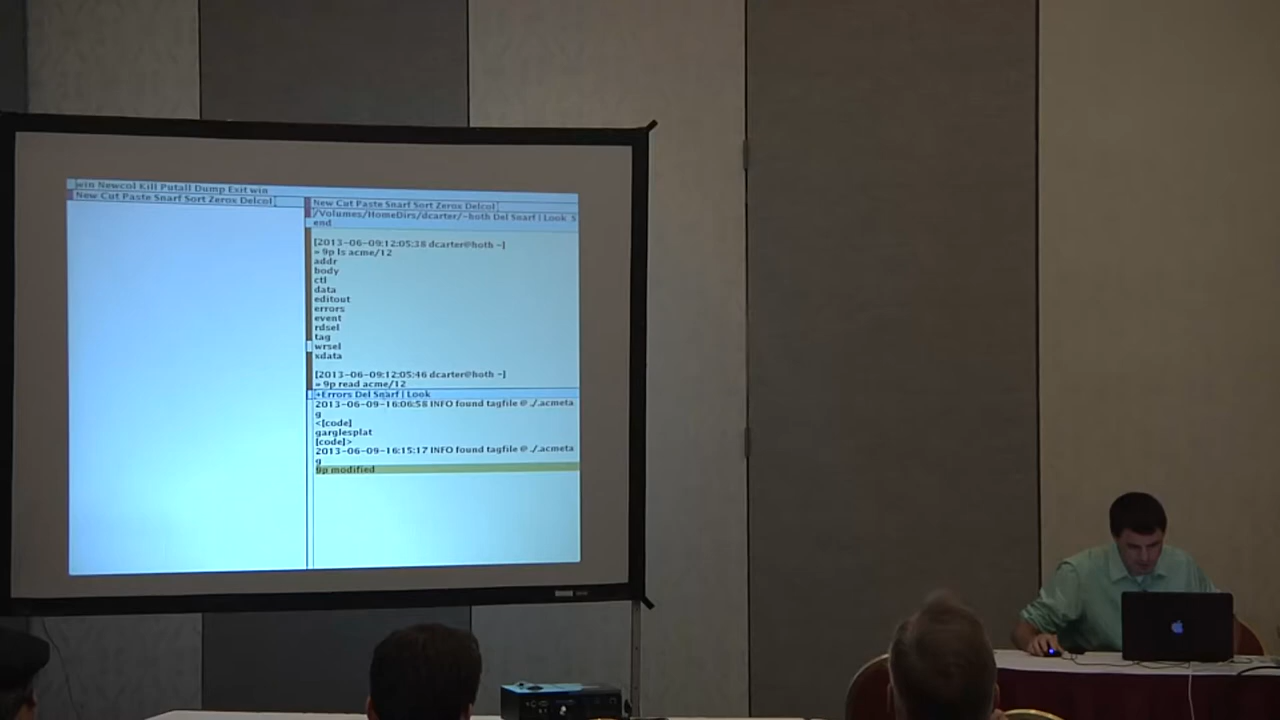 win Newcol Kill Putall Dump Exit win
New Cut Paste Snarf Sort Zerox Delcol
New Cut Paste Snarf Sort Zerox Delcol
/Volumes/HomeDirs/dcarter/-hoth Del Snarf | Look S
end
[2013-06-09:12:05:38 dcarter@hoth ~]
» 9p ls acme/12
addr
body
ctl
data
editout
errors
event
rdsel
tag
wrsel
xdata
[2013-06-09:12:05:46 dcarter@hoth ~]
» 9p read acme/12
+Errors Del Snarf | Look
2013-06-09-16:06:58 INFO found tagfile @ ./.acmeta
g
<[code]
garglesplat
[code]>
2013-06-09-16:15:17 INFO found tagfile @ ./.acmeta
g
9p modified